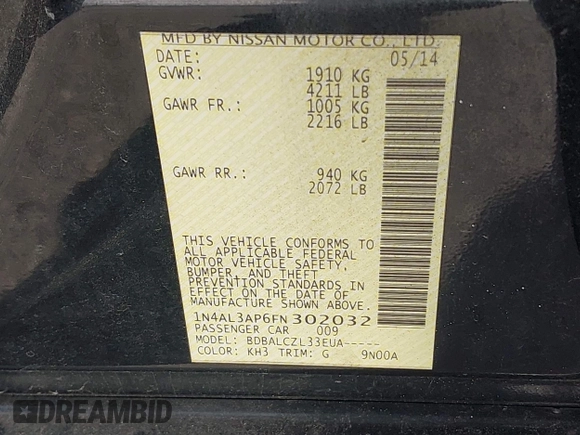 MFD BY NISSAN MOTOR CO., LTD.
DATE: 05/14
GVWR: 1910 KG
4211 LB
GAWR FR.: 1005 KG
2216 LB
GAWR RR.: 940 KG
2072 LB
THIS VEHICLE CONFORMS TO
ALL APPLICABLE FEDERAL
MOTOR VEHICLE SAFETY,
BUMPER, AND THEFT
PREVENTION STANDARDS IN
EFFECT ON THE DATE OF
MANUFACTURE SHOWN ABOVE.
1N4AL3AP6FN302032
PASSENGER CAR 009
MODEL: BDBALCZL33EUA-----
COLOR: KH3 TRIM: G 9N00A
DREAMBID